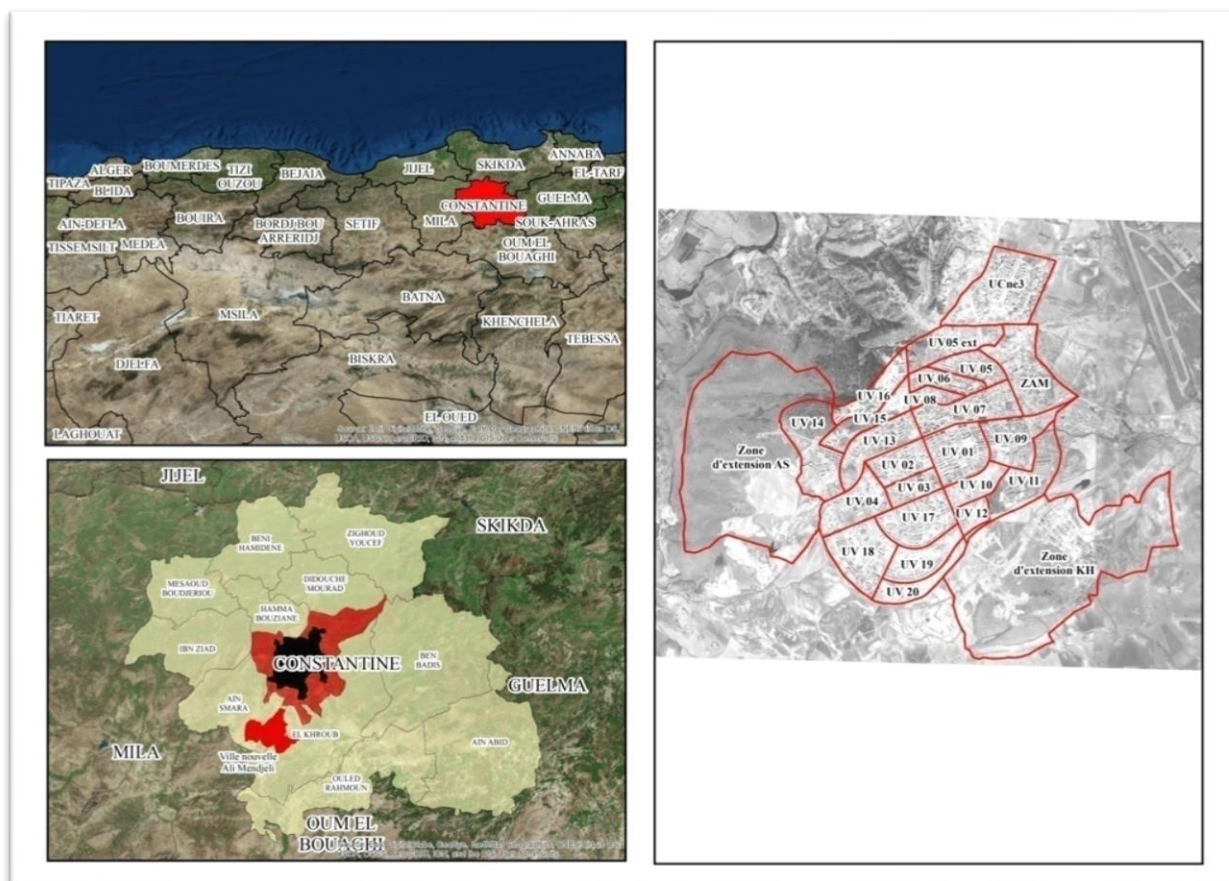 ALGER
BOUMERDES
TIZI
OUZOU
BEJAIA
JIJEL
SKIKDA
ANNABA
EL-TARF
TIPAZA
BLIDA
CONSTANTINE
GUELMA
AIN-DEFLA
BOUIRA
BORDJ BOU
ARRERIDJ
SETIF
MILA
SOUK-AHRAS
TISSEMSILT
MEDEA
OUM EL
BOUAGHI
TIARET
MSILA
BATNA
KHENCHELA
TEBESSA
DJELFA
BISKRA
EL OUED
LAGHOUAT
JIJEL
SKIKDA
BENI
HAMIDENE
ZIGHOUD
YOUCEF
MESAOUD
BOUDJERIOU
DIDOUCHE
MOURAD
HAMMA
BOUZIANE
IBN ZIAD
CONSTANTINE
BEN
BADIS
GUELMA
AIN
SMARA
EL KHROUB
AIN ABID
MILA
Ville nouvelle
Ali Mendjeli
OULED
RAHMOUN
OUM EL
BOUAGHI
UCne3
UV05 ext
UV 05
UV 06
ZAM
UV 16
UV 08
UV 07
UV 14
UV 15
UV 13
UV 09
UV 01
Zone
d'extension AS
UV 02
UV 03
UV 10
UV 11
UV 04
UV 17
UV 12
UV 18
UV 19
Zone
d'extension KH
UV 20